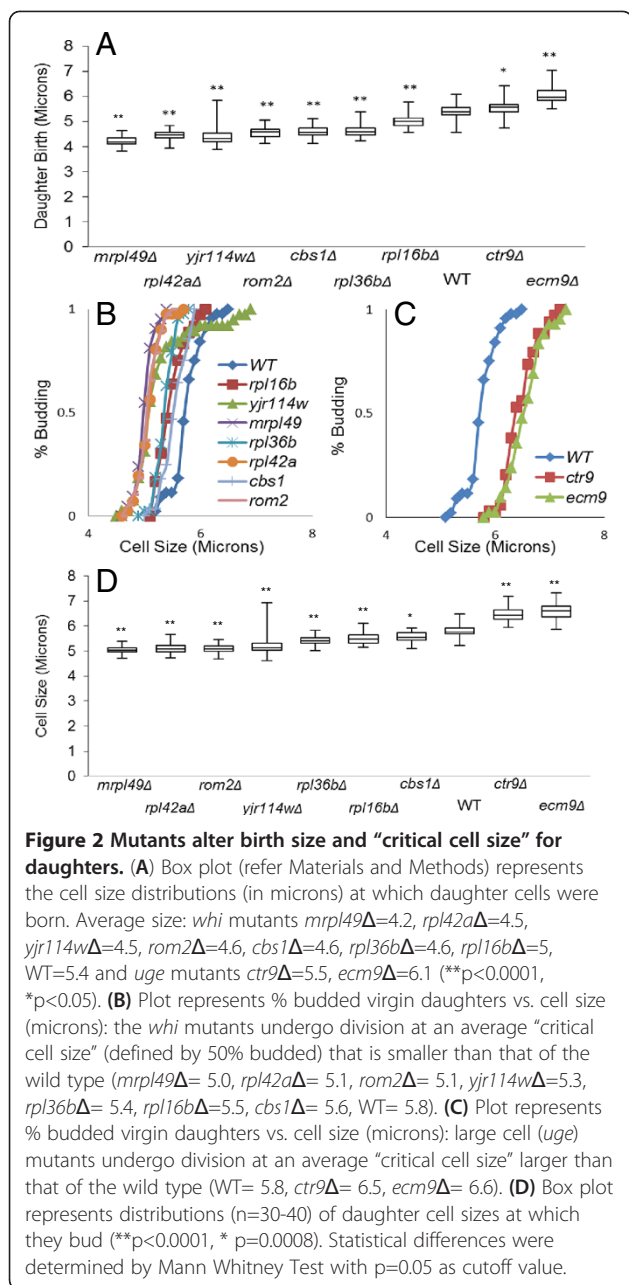 A
Daughter Birth (Microns)
8
7
6
5
4
3
2
1
0
** ** ** ** ** ** ** * **
mrpl49Δ yjr114wΔ cbs1Δ rpl16bΔ ctr9Δ
rpl42aΔ rom2Δ rpl36bΔ WT ecm9Δ
B
% Budding
1
0.5
0
4 6 8
Cell Size (Microns)
WT
rpl16b
yjr114w
mrpl49
rpl36b
rpl42a
cbs1
rom2
C
% Budding
1
0.5
0
4 6 8
Cell Size (Microns)
WT
ctr9
ecm9
D
Cell Size (Microns)
8
7
6
5
4
3
2
1
0
** ** ** ** ** ** * ** **
mrpl49Δ rom2Δ rpl36bΔ cbs1Δ ctr9Δ
rpl42aΔ yjr114wΔ rpl16bΔ WT ecm9Δ
Figure 2 Mutants alter birth size and “critical cell size” for
daughters. (A) Box plot (refer Materials and Methods) represents
the cell size distributions (in microns) at which daughter cells were
born. Average size: whi mutants mrpl49Δ=4.2, rpl42aΔ=4.5,
yjr114wΔ=4.5, rom2Δ=4.6, cbs1Δ=4.6, rpl36bΔ=4.6, rpl16bΔ=5,
WT=5.4 and uge mutants ctr9Δ=5.5, ecm9Δ=6.1 (**p<0.0001,
*p<0.05). (B) Plot represents % budded virgin daughters vs. cell size
(microns): the whi mutants undergo division at an average “critical
cell size” (defined by 50% budded) that is smaller than that of the
wild type (mrpl49Δ= 5.0, rpl42aΔ= 5.1, rom2Δ= 5.1, yjr114wΔ=5.3,
rpl36bΔ= 5.4, rpl16bΔ=5.5, cbs1Δ= 5.6, WT= 5.8). (C) Plot represents
% budded virgin daughters vs. cell size (microns): large cell (uge)
mutants undergo division at an average “critical cell size” larger than
that of the wild type (WT= 5.8, ctr9Δ= 6.5, ecm9Δ= 6.6). (D) Box plot
represents distributions (n=30-40) of daughter cell sizes at which
they bud (**p<0.0001, * p=0.0008). Statistical differences were
determined by Mann Whitney Test with p=0.05 as cutoff value.